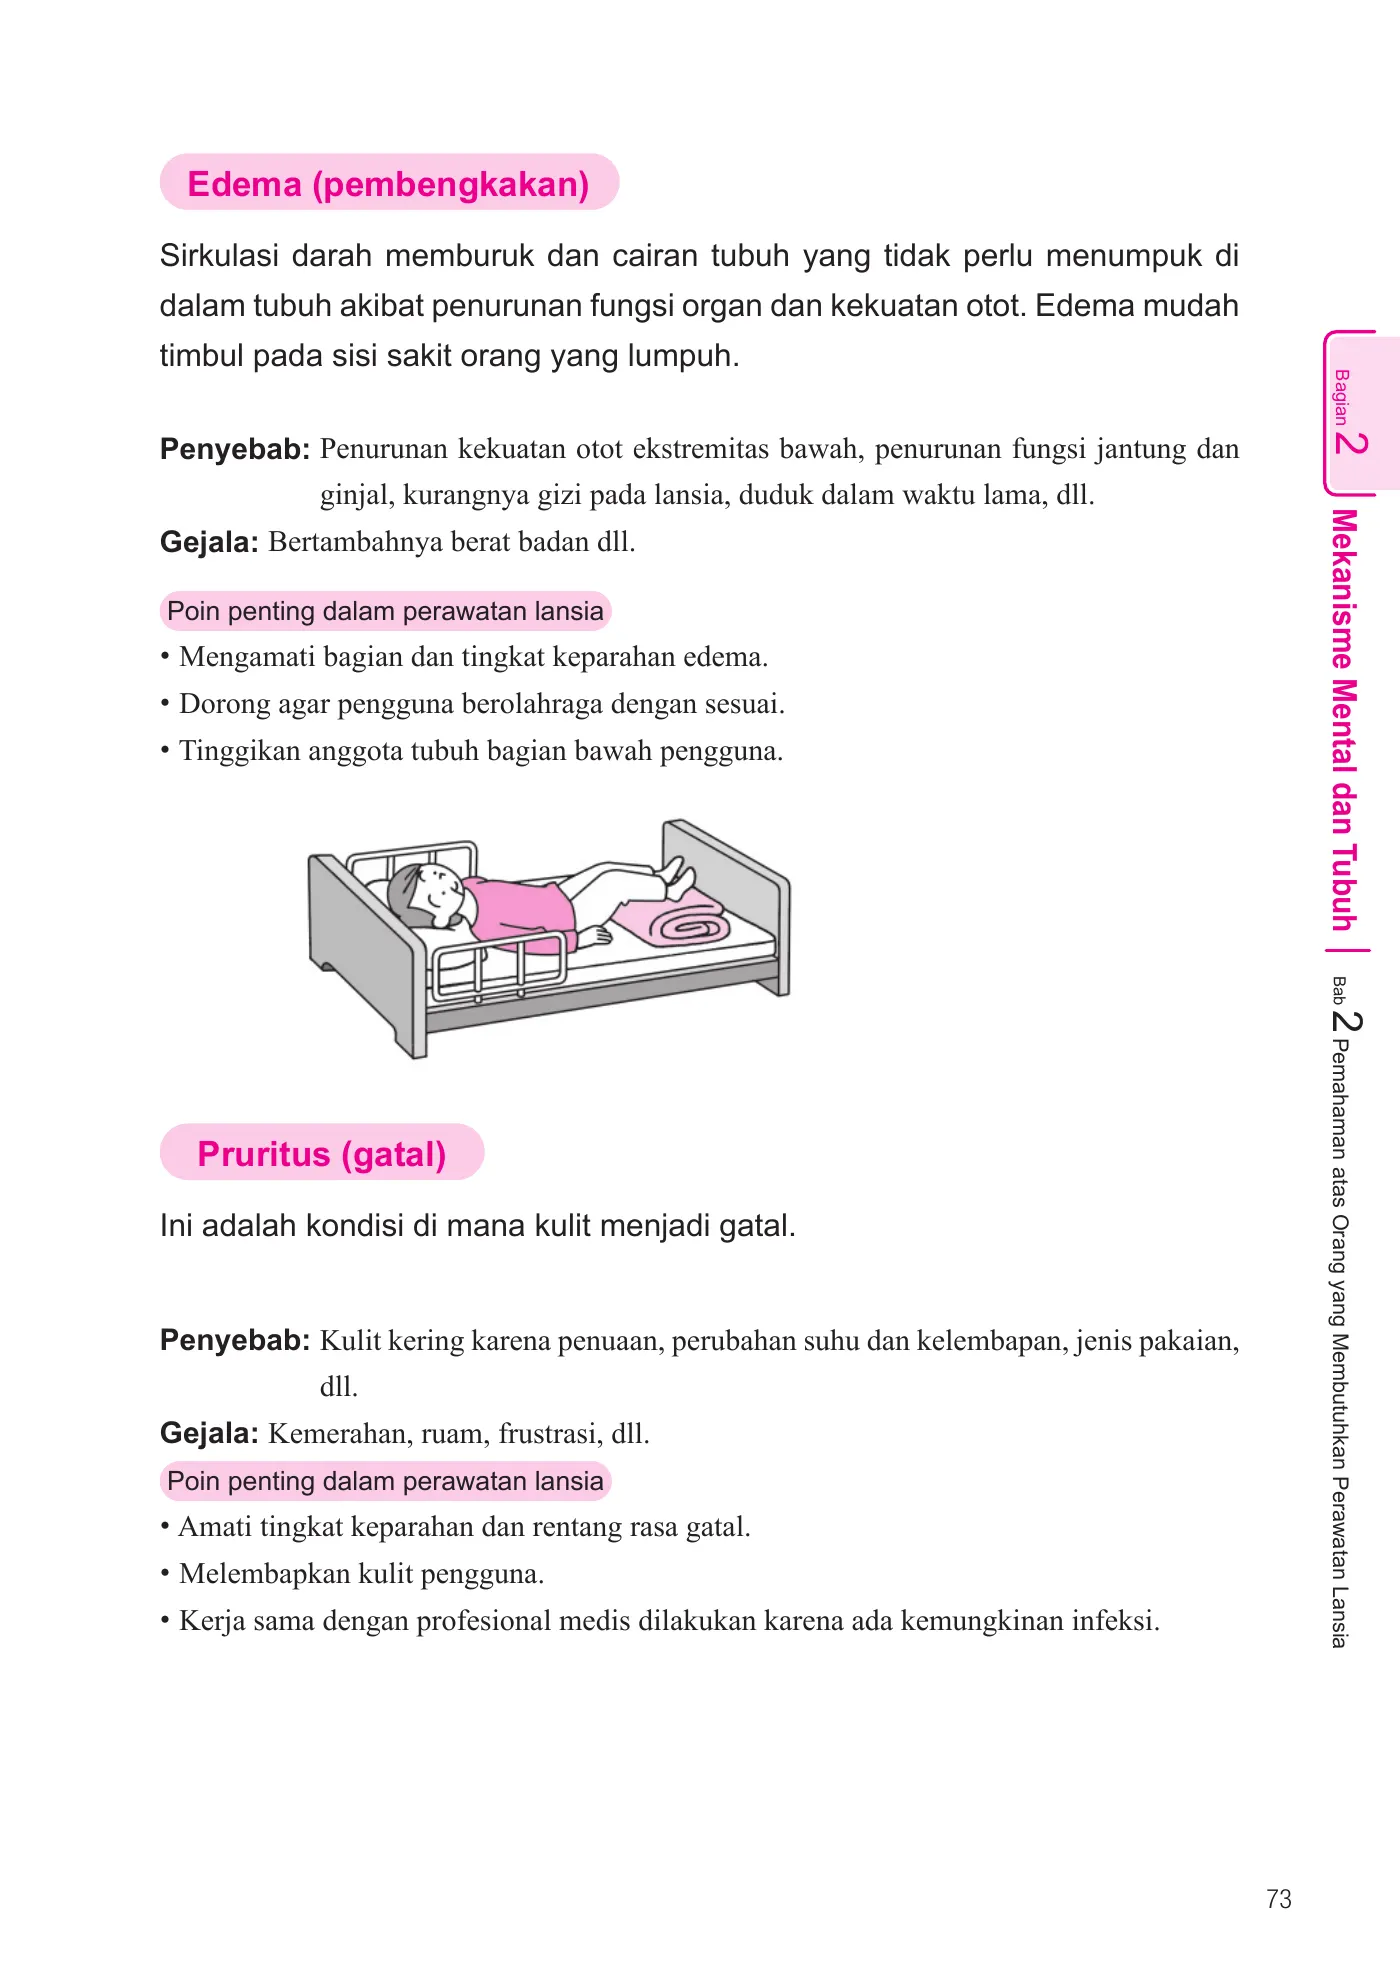 Edema (pembengkakan)
Sirkulasi darah memburuk dan cairan tubuh yang tidak perlu menumpuk di
dalam tubuh akibat penurunan fungsi organ dan kekuatan otot. Edema mudah
timbul pada sisi sakit orang yang lumpuh.
Penyebab: Penurunan kekuatan otot ekstremitas bawah, penurunan fungsi jantung dan
ginjal, kurangnya gizi pada lansia, duduk dalam waktu lama, dll.
Gejala: Bertambahnya berat badan dll.
Poin penting dalam perawatan lansia
• Mengamati bagian dan tingkat keparahan edema.
• Dorong agar pengguna berolahraga dengan sesuai.
• Tinggikan anggota tubuh bagian bawah pengguna.
Pruritus (gatal)
Ini adalah kondisi di mana kulit menjadi gatal.
Penyebab: Kulit kering karena penuaan, perubahan suhu dan kelembapan, jenis pakaian,
dll.
Gejala: Kemerahan, ruam, frustrasi, dll.
Poin penting dalam perawatan lansia
• Amati tingkat keparahan dan rentang rasa gatal.
• Melembapkan kulit pengguna.
• Kerja sama dengan profesional medis dilakukan karena ada kemungkinan infeksi.
Bagian 2 Mekanisme Mental dan Tubuh
Bab 2 Pemahaman atas Orang yang Membutuhkan Perawatan Lansia
73